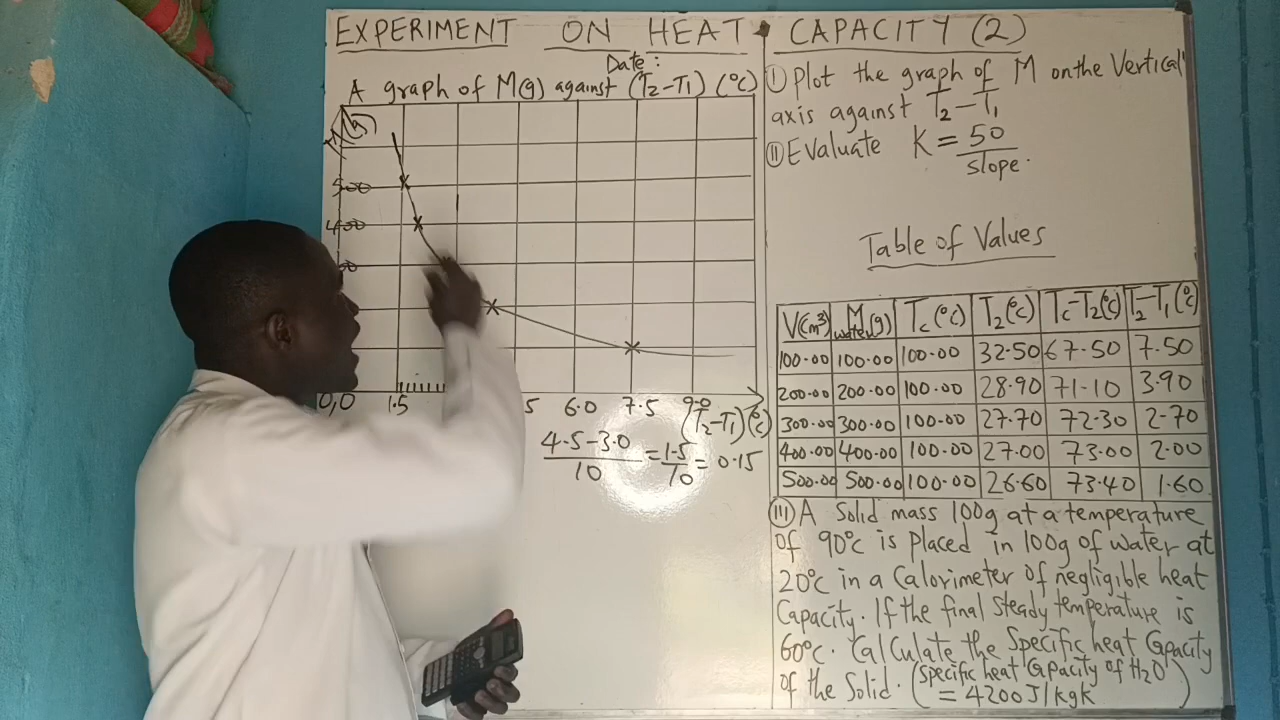 EXPERIMENT ON HEAT CAPACITY (2)
Date:
A graph of M(g) against (T₂-T₁) (°C)
500
400
0,0 1.5 5 6.0 7.5 9.0
(T₂-T₁)(°C)
4.5-3.0 / 10 = 1.5 / 10 = 0.15
I Plot the graph of M on the Vertical
axis against T₂-T₁
II Evaluate K = 50 / slope.
Table of Values
V(cm³) M water(g) Tc(°C) T₂(°C) Tc-T₂(°C) T₂-T₁(°C)
100.00 100.00 100.00 32.50 67.50 7.50
200.00 200.00 100.00 28.90 71.10 3.90
300.00 300.00 100.00 27.70 72.30 2.70
400.00 400.00 100.00 27.00 73.00 2.00
500.00 500.00 100.00 26.60 73.40 1.60
III A Solid mass 100g at a temperature
of 90°C is placed in 100g of water at
20°C in a Calorimeter of negligible heat
Capacity. If the final steady temperature is
60°C. Calculate the Specific heat Capacity
of the Solid. (Specific heat Capacity of H₂O
= 4200J/kgk)